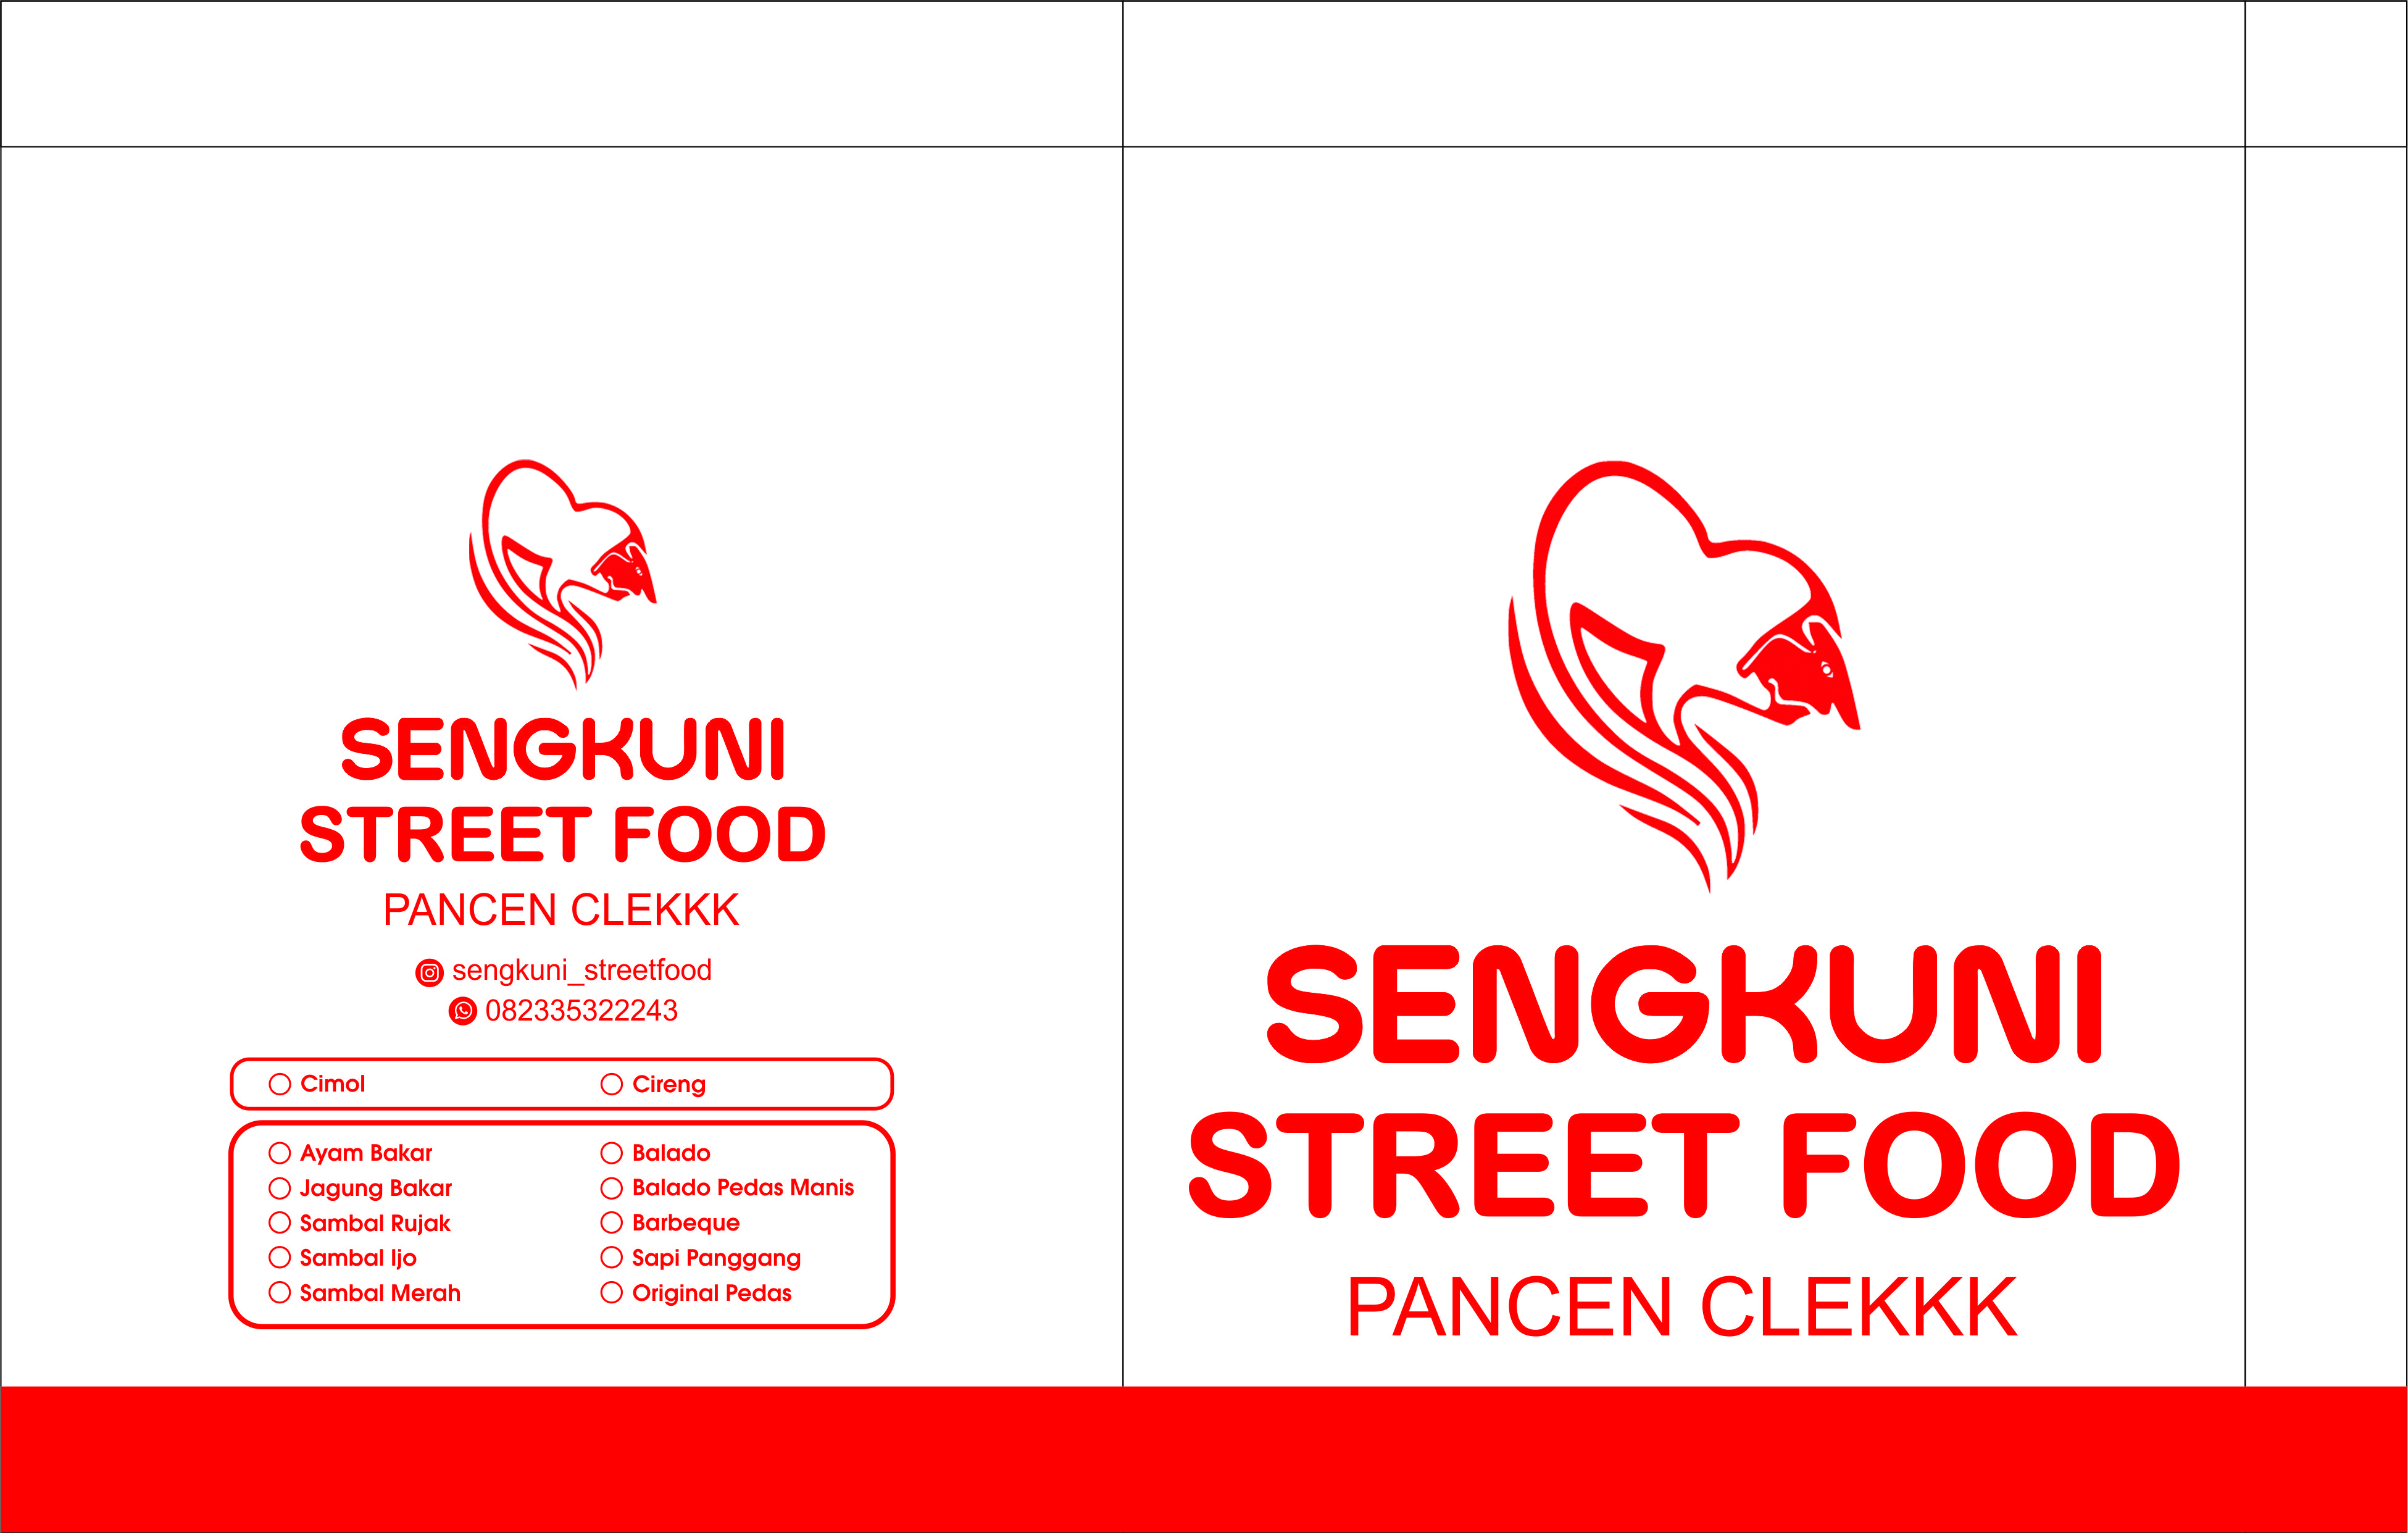 SENGKUNI
STREET FOOD
PANCEN CLEKKK
sengkuni_streetfood
082335322243
Cimol
Cireng
Ayam Bakar
Jagung Bakar
Sambal Rujak
Sambal Ijo
Sambal Merah
Balado
Balado Pedas Manis
Barbeque
Sapi Panggang
Original Pedas
SENGKUNI
STREET FOOD
PANCEN CLEKKK